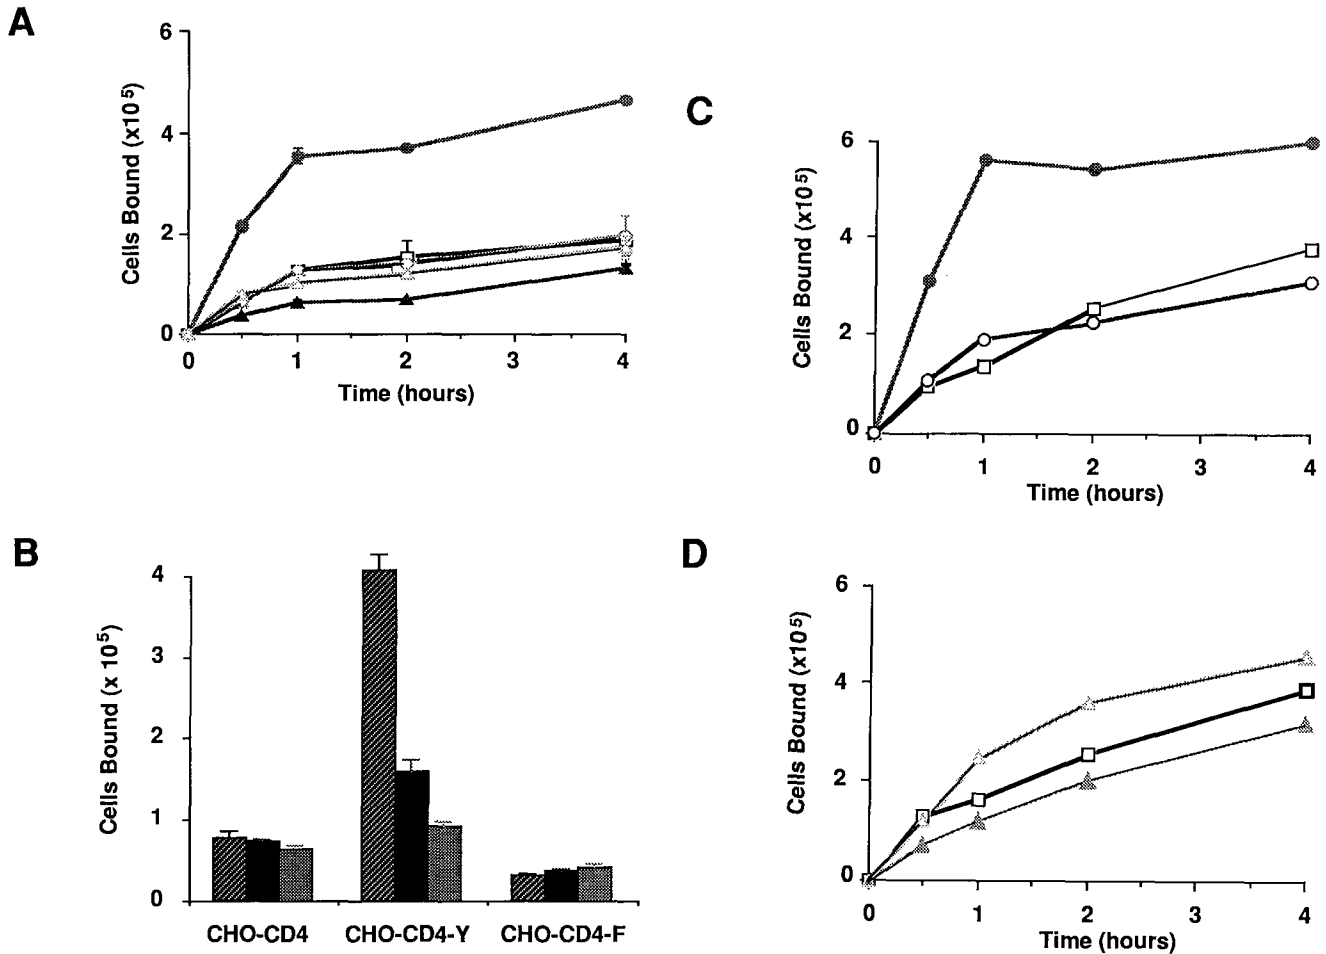 A
6
4
2
0
Cells Bound (x10⁵)
0 1 2 3 4
Time (hours)
C
6
4
2
0
Cells Bound (x10⁵)
0 1 2 3 4
Time (hours)
B
4
3
2
1
0
Cells Bound (x 10⁵)
CHO-CD4 CHO-CD4-Y CHO-CD4-F
D
6
4
2
0
Cells Bound (x10⁵)
0 1 2 3 4
Time (hours)